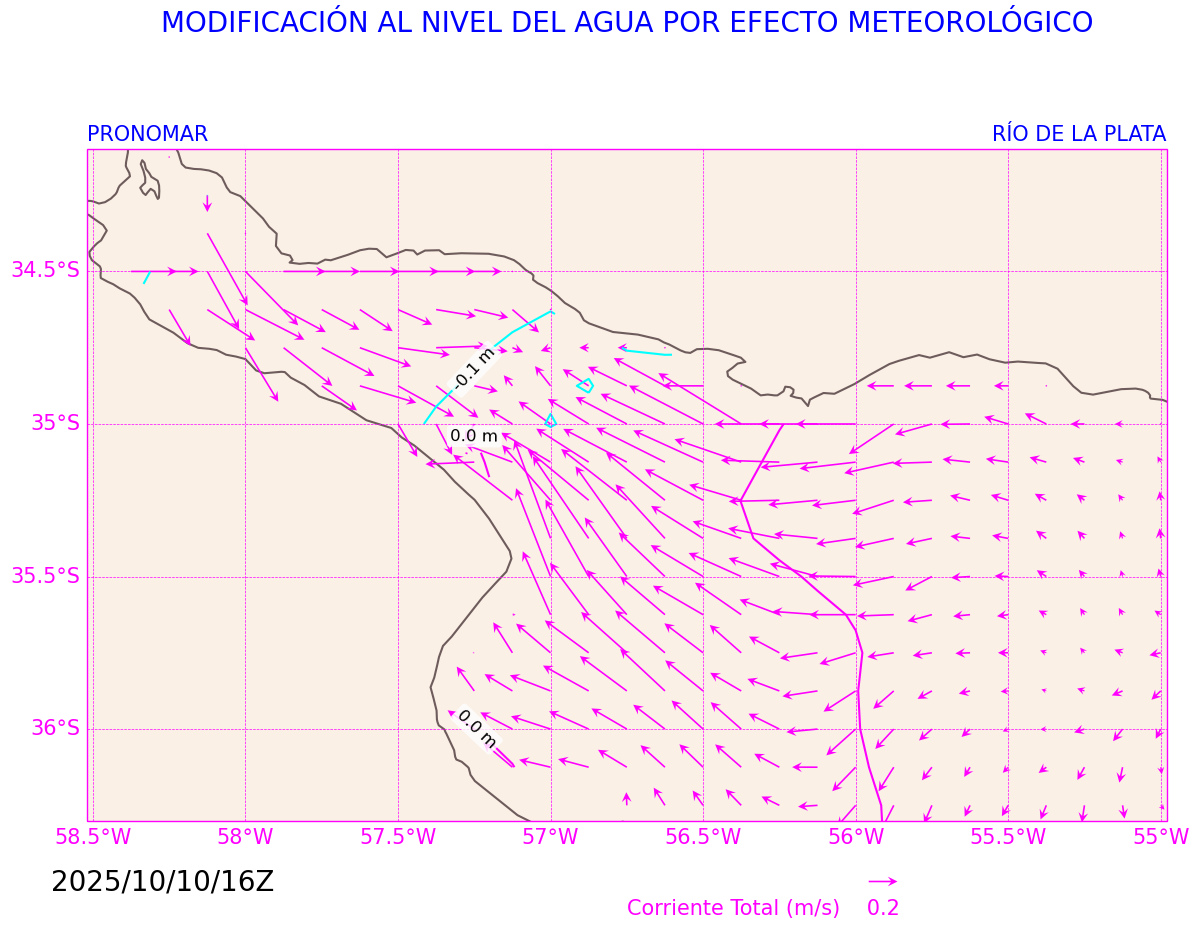 MODIFICACIÓN AL NIVEL DEL AGUA POR EFECTO METEOROLÓGICO
PRONOMAR
RÍO DE LA PLATA
34.5°S
-0.1 m
35°S
0.0 m
35.5°S
36°S
0.0 m
58.5°W
58°W
57.5°W
57°W
56.5°W
56°W
55.5°W
55°W
2025/10/10/16Z
Corriente Total (m/s)
0.2